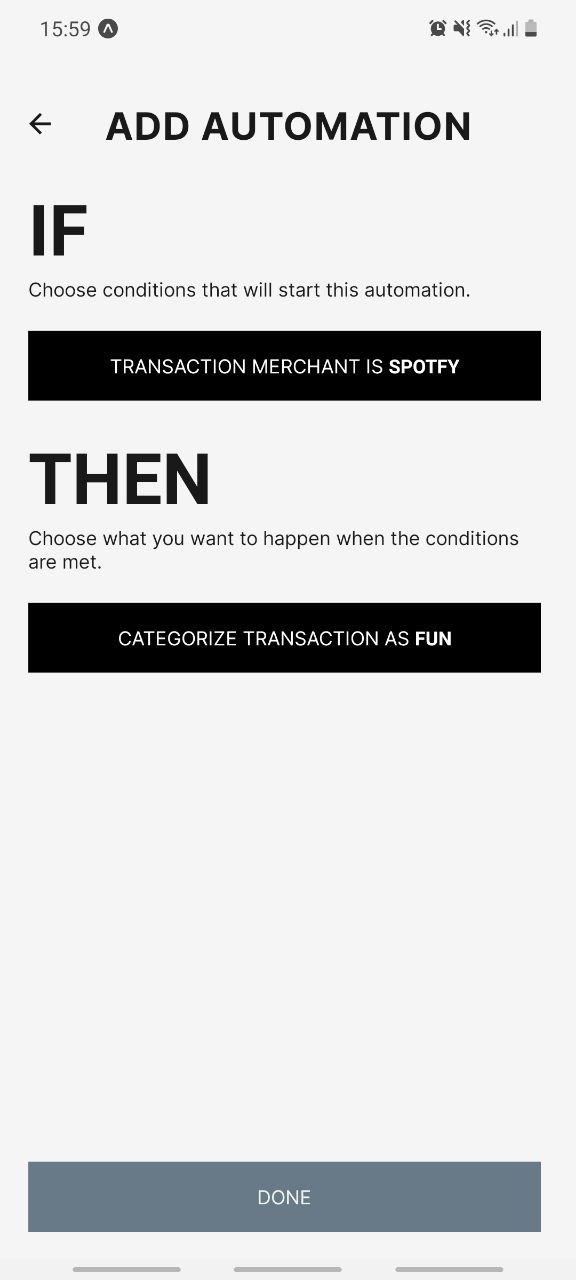 15:59
ADD AUTOMATION
IF
Choose conditions that will start this automation.
TRANSACTION MERCHANT IS SPOTFY
THEN
Choose what you want to happen when the conditions
are met.
CATEGORIZE TRANSACTION AS FUN
DONE